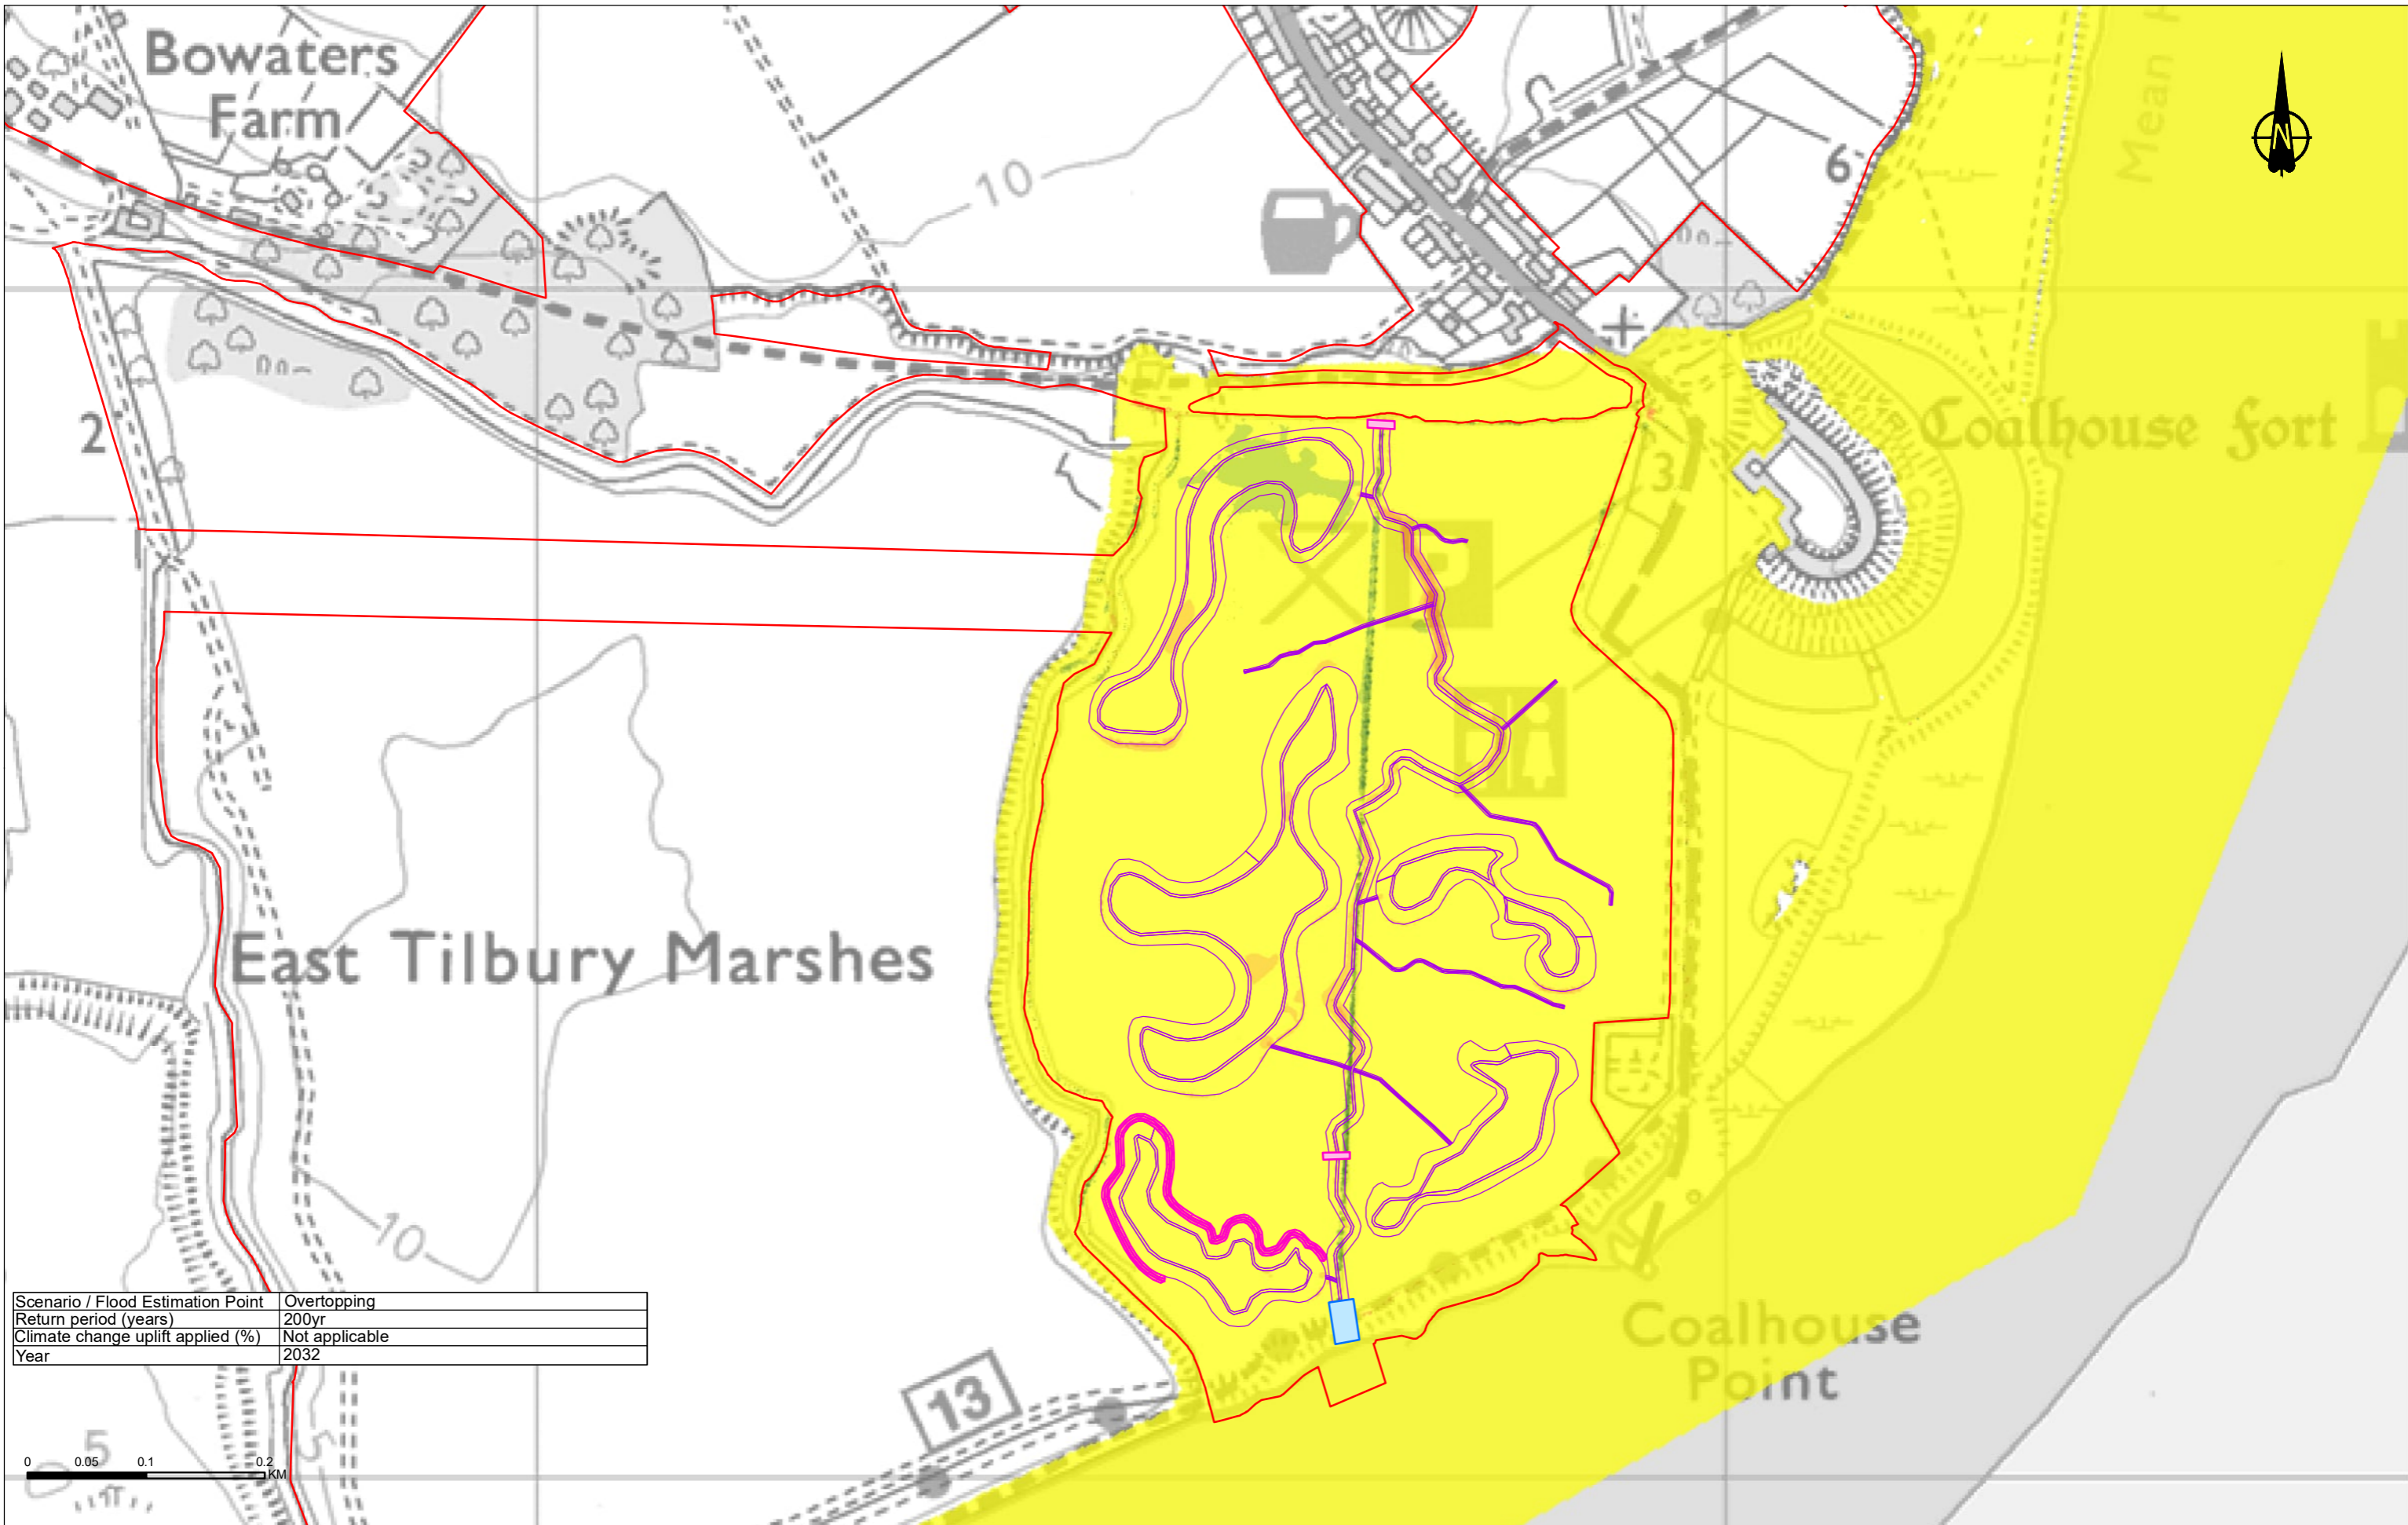 Bowaters
Farm
10
Mean
N
6
2
3
Coalhouse Fort
P
East Tilbury Marshes
10
Scenario / Flood Estimation Point Overtopping
Return period (years) 200yr
Climate change uplift applied (%) Not applicable
Year 2032
Coalhouse
Point
13
5
0 0.05 0.1 0.2
KM